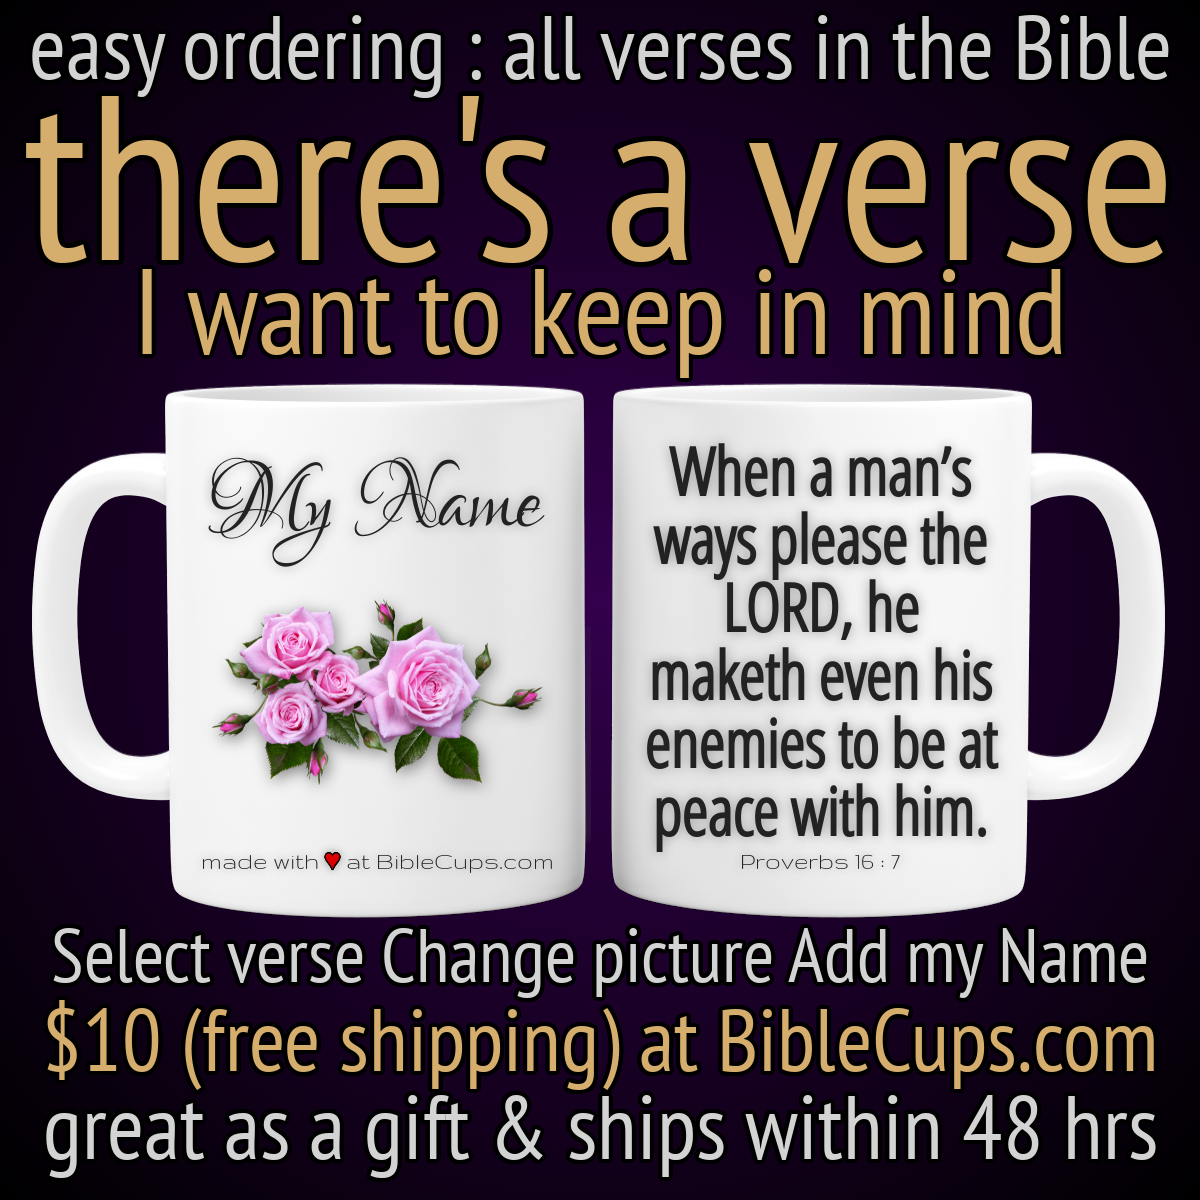 easy ordering : all verses in the Bible
there's a verse
I want to keep in mind
My Name
made with ♥ at BibleCups.com
When a man’s
ways please the
LORD, he
maketh even his
enemies to be at
peace with him.
Proverbs 16 : 7
Select verse Change picture Add my Name
$10 (free shipping) at BibleCups.com
great as a gift & ships within 48 hrs